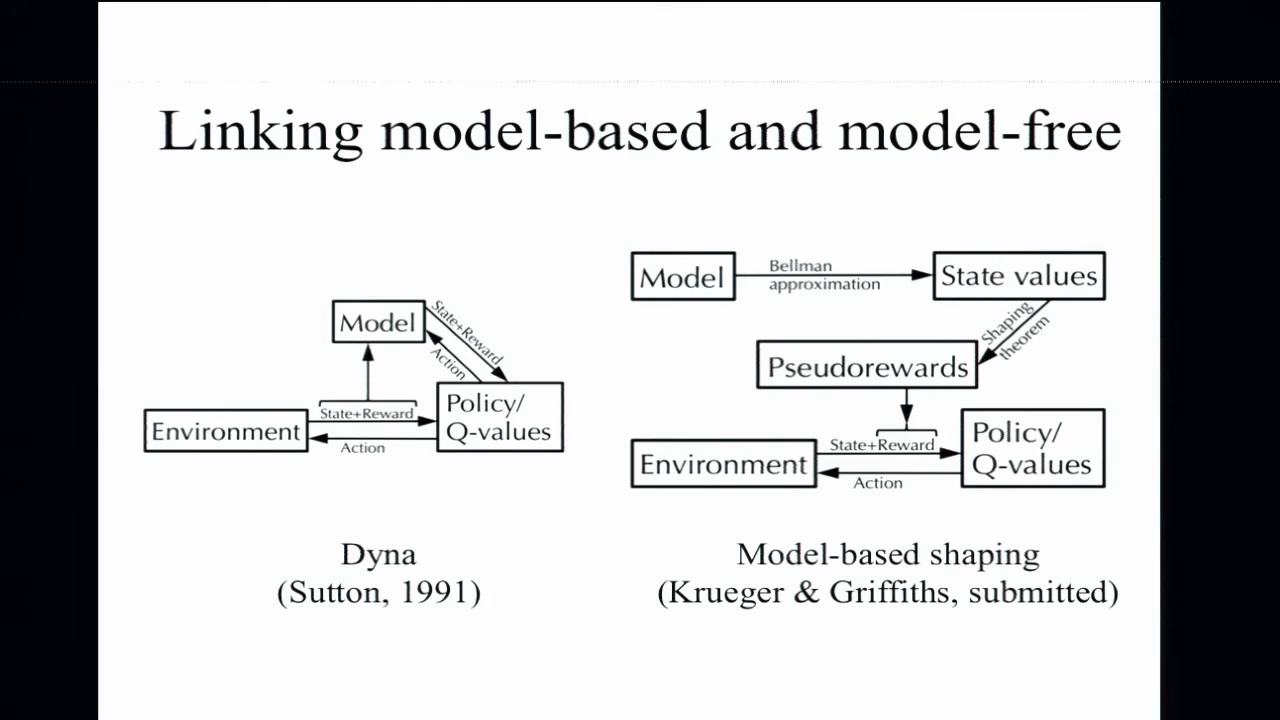 Linking model-based and model-free
Model
State+Reward
Action
State+Reward
Environment
Policy/
Q-values
Action
Dyna
(Sutton, 1991)
Model
Bellman
approximation
State values
Shaping
theorem
Pseudorewards
State+Reward
Environment
Policy/
Q-values
Action
Model-based shaping
(Krueger & Griffiths, submitted)